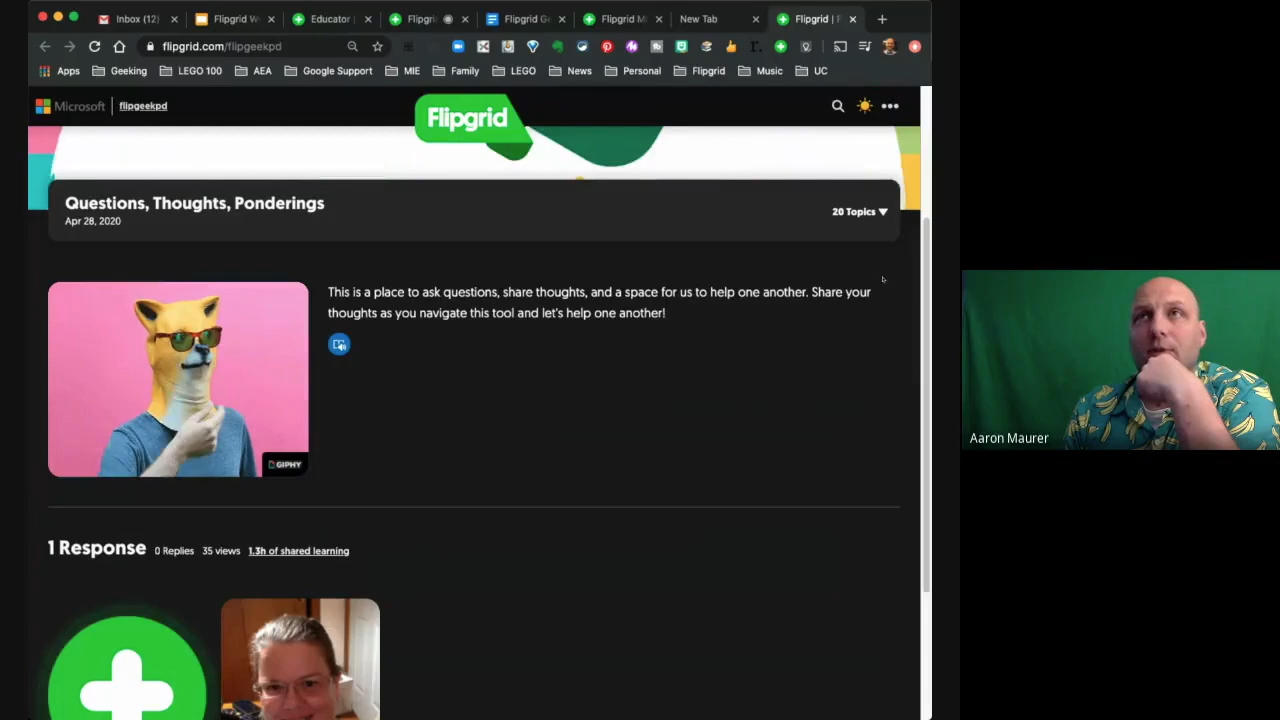 Inbox (12)
Flipgrid W
Educator
Flipgri
Flipgrid Ge
Flipgrid M
New Tab
Flipgrid | F
flipgrid.com/flipgeekpd
Apps
Geeking
LEGO 100
AEA
Google Support
MIE
Family
LEGO
News
Personal
Flipgrid
Music
UC
Microsoft
flipgeekpd
Flipgrid
Questions, Thoughts, Ponderings
Apr 28, 2020
20 Topics
This is a place to ask questions, share thoughts, and a space for us to help one another. Share your
thoughts as you navigate this tool and let's help one another!
GIPHY
1 Response 0 Replies 35 views 1.3h of shared learning
Aaron Maurer